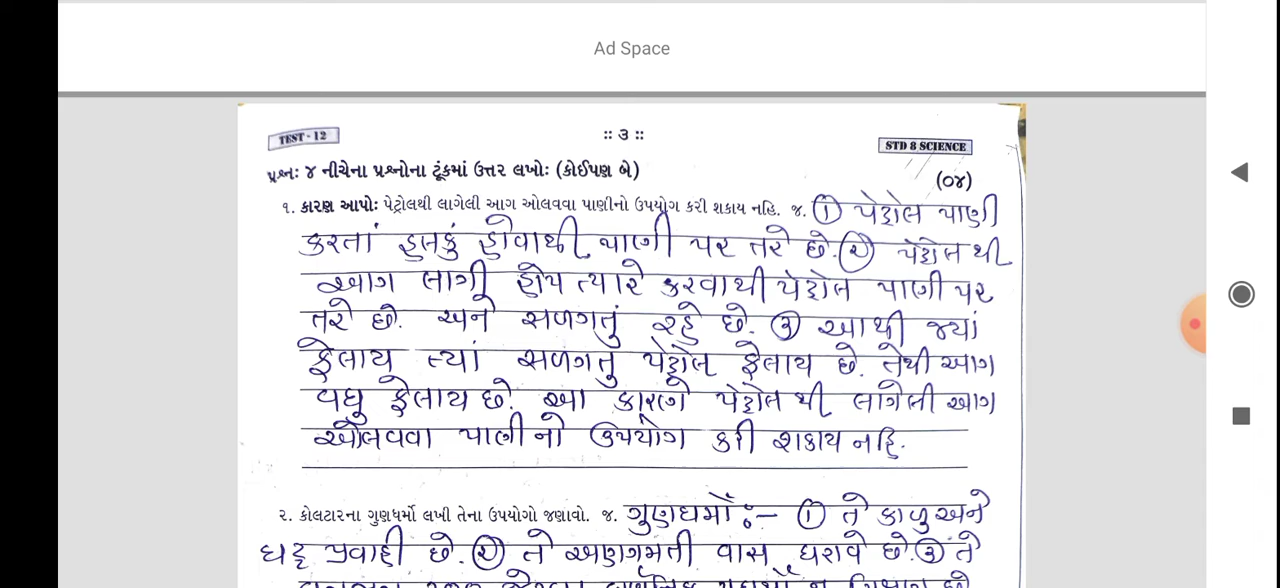 Ad Space
TEST - 12
:: ૩ ::
STD 8 SCIENCE
પ્રશ્ન: ૪ નીચેના પ્રશ્નોના ટૂંકમાં ઉત્તર લખો: (કોઈપણ બે)
(૦૪)
૧. કારણ આપો: પેટ્રોલથી લાગેલી આગ ઓલવવા પાણીનો ઉપયોગ કરી શકાય નહિ. જ. ① પેટ્રોલ પાણી
કરતાં હલકું હોવાથી પાણી પર તરે છે. ② પેટ્રોલ થી
આગ લાગી હોય ત્યારે કરવાથી પેટ્રોલ પાણી પર
તરે છે. અને સળગતું રહે છે. ③ આથી જ્યાં
ફેલાય ત્યાં સળગતુ પેટ્રોલ ફેલાય છે. તેથી આગ
વધુ ફેલાય છે. આ કારણે પેટ્રોલ થી લાગેલી આગ
ઓલવવા પાણી નો ઉપયોગ કરી શકાય નહિ.
૨. કોલટારના ગુણધર્મો લખી તેના ઉપયોગો જણાવો. જ. ગુણધર્મો :- ① તે કાળુ અને
ઘટ્ટ પ્રવાહી છે. ② તે અણગમતી વાસ ધરાવે છે. ③ તે